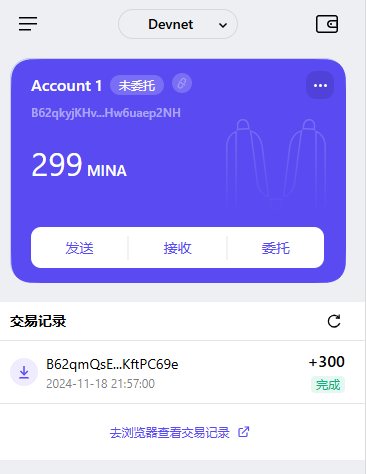 Devnet
Account 1 未委托
B62qkyjKHv...Hw6uaep2NH
299 MINA
发送 接收 委托
交易记录
B62qmQsE...KftPC69e +300
2024-11-18 21:57:00 完成
去浏览器查看交易记录